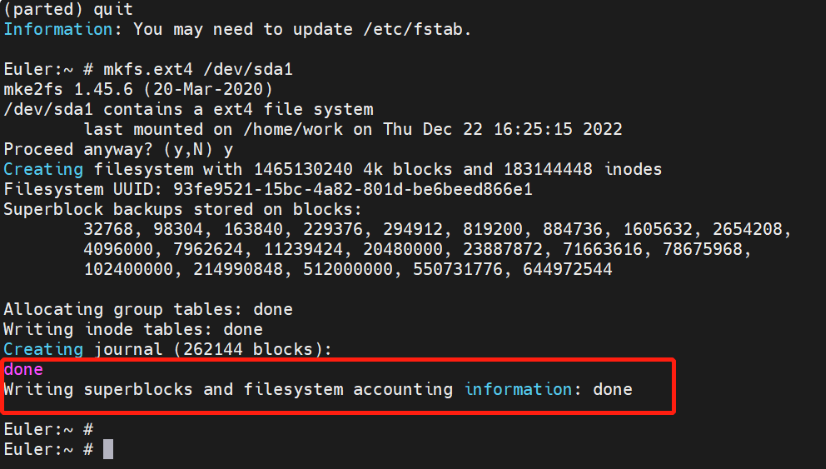 (parted) quit
Information: You may need to update /etc/fstab.
Euler:~ # mkfs.ext4 /dev/sda1
mke2fs 1.45.6 (20-Mar-2020)
/dev/sda1 contains a ext4 file system
last mounted on /home/work on Thu Dec 22 16:25:15 2022
Proceed anyway? (y,N) y
Creating filesystem with 1465130240 4k blocks and 183144448 inodes
Filesystem UUID: 93fe9521-15bc-4a82-801d-be6beed866e1
Superblock backups stored on blocks:
32768, 98304, 163840, 229376, 294912, 819200, 884736, 1605632, 2654208,
4096000, 7962624, 11239424, 20480000, 23887872, 71663616, 78675968,
102400000, 214990848, 512000000, 550731776, 644972544
Allocating group tables: done
Writing inode tables: done
Creating journal (262144 blocks):
done
Writing superblocks and filesystem accounting information: done
Euler:~ #
Euler:~ #